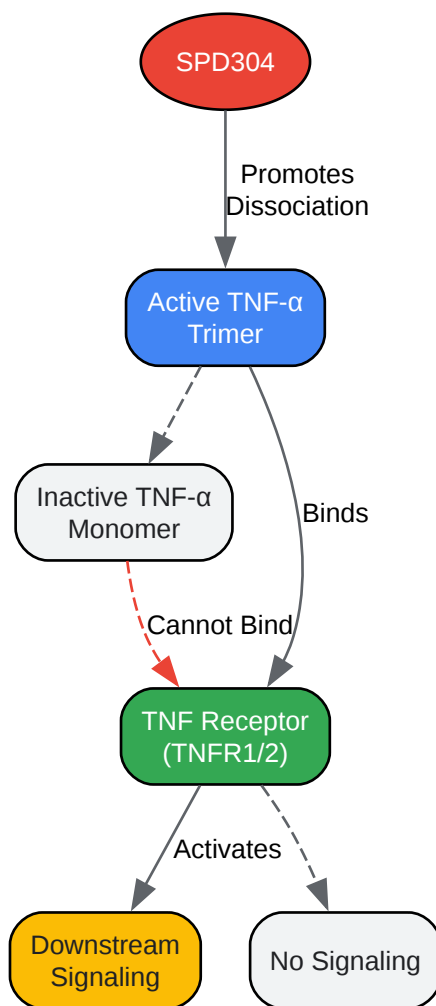 SPD304
Promotes
Dissociation
Active TNF-α
Trimer
Inactive TNF-α
Monomer
Binds
Cannot Bind
TNF Receptor
(TNFR1/2)
Activates
Downstream
Signaling
No Signaling